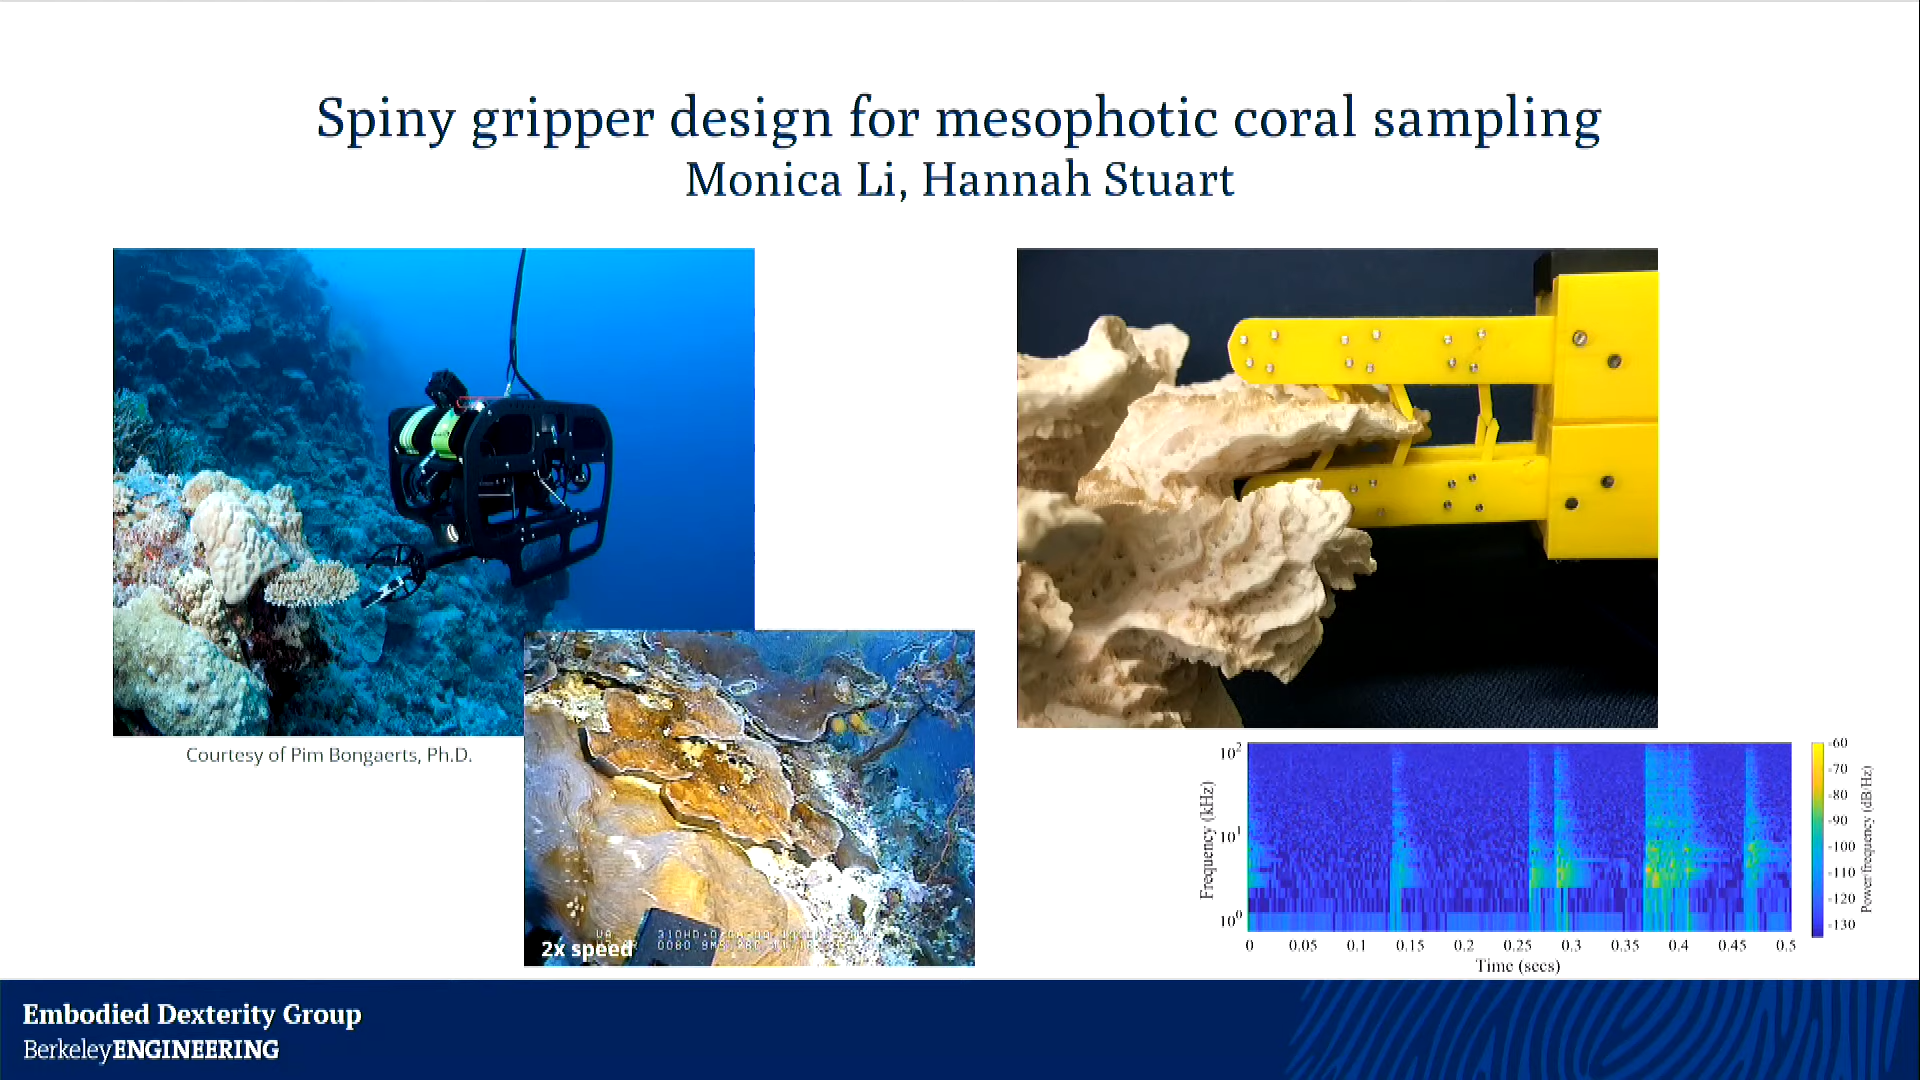 Spiny gripper design for mesophotic coral sampling
Monica Li, Hannah Stuart
Courtesy of Pim Bongaerts, Ph.D.
2x speed
10²
10¹
10⁰
Frequency (kHz)
0 0.05 0.1 0.15 0.2 0.25 0.3 0.35 0.4 0.45 0.5
Time (secs)
-60
-70
-80
-90
-100
-110
-120
-130
Power/frequency (dB/Hz)
Embodied Dexterity Group
BerkeleyENGINEERING